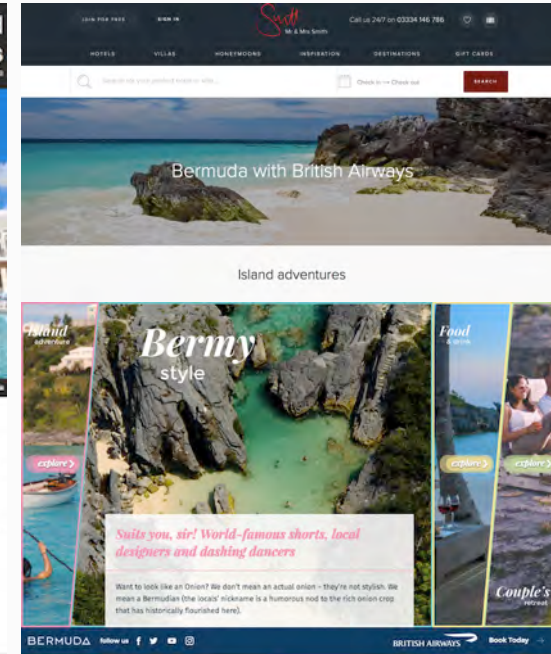 JOIN FOR FREE
SIGN IN
Smith
Mr & Mrs Smith
Call us 24/7 on 03334 146 786
HOTELS
VILLAS
HONEYMOONS
INSPIRATION
DESTINATIONS
GIFT CARDS
Check in — Check out
SEARCH
Bermuda with British Airways
Island adventures
Island
adventure
explore
Bermy
style
Suits you, sir! World-famous shorts, local
designers and dashing dancers
Want to look like an Onion? We don't mean an actual onion – they're not stylish. We
mean a Bermudian (the locals' nickname is a humorous nod to the rich onion crop
that has historically flourished here).
Food
& drink
explore
explore
Couple's
retreat
BERMUDA
follow us
BRITISH AIRWAYS
Book Today